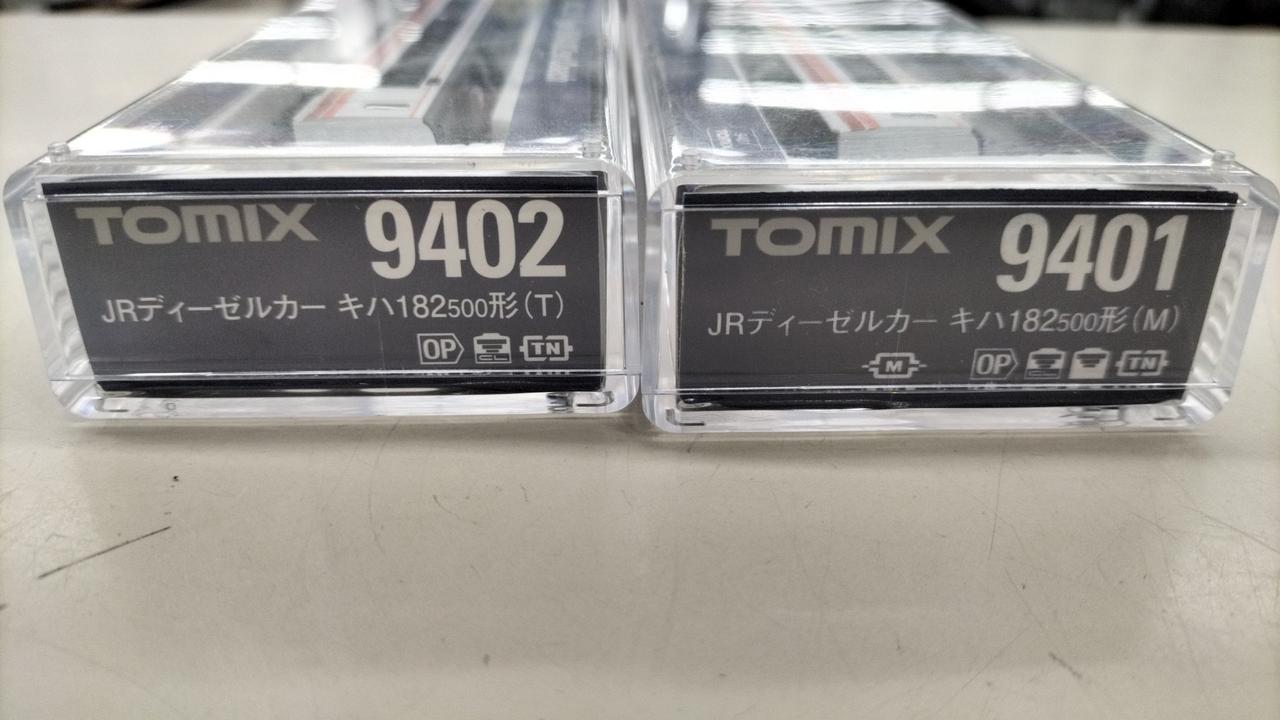 TOMIX 9402
JRディーゼルカー キハ182500形(T)
OP CL TN
TOMIX 9401
JRディーゼルカー キハ182500形(M)
M OP CL TN